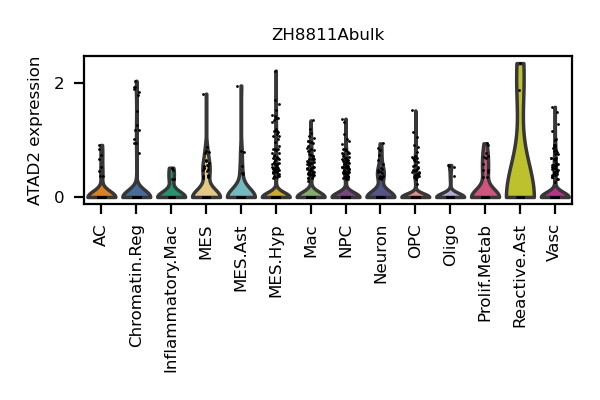 ZH8811Abulk
ATAD2 expression
2
0
AC
Chromatin.Reg
Inflammatory.Mac
MES
MES.Ast
MES.Hyp
Mac
NPC
Neuron
OPC
Oligo
Prolif.Metab
Reactive.Ast
Vasc